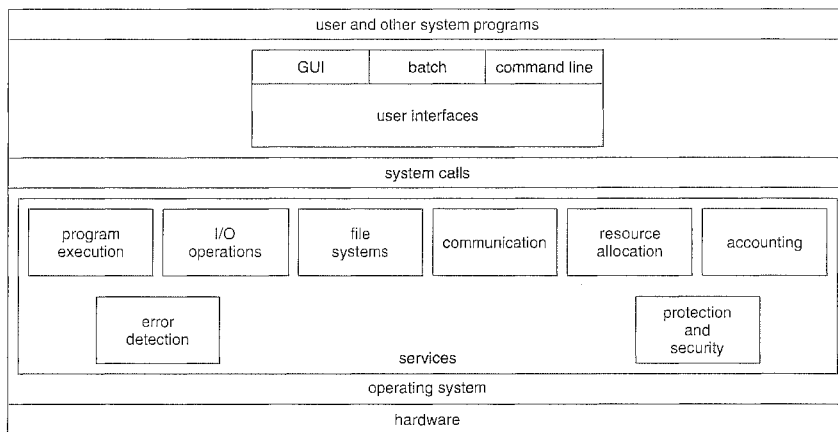 user and other system programs
GUI
batch
command line
user interfaces
system calls
program
execution
I/O
operations
file
systems
communication
resource
allocation
accounting
error
detection
protection
and
security
services
operating system
hardware